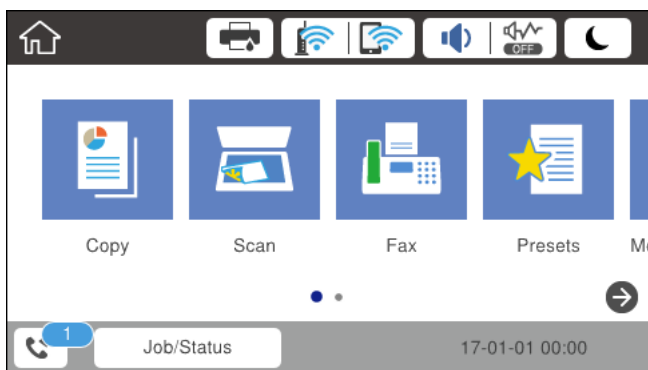 OFF
Copy
Scan
Fax
Presets
1
Job/Status
17-01-01 00:00